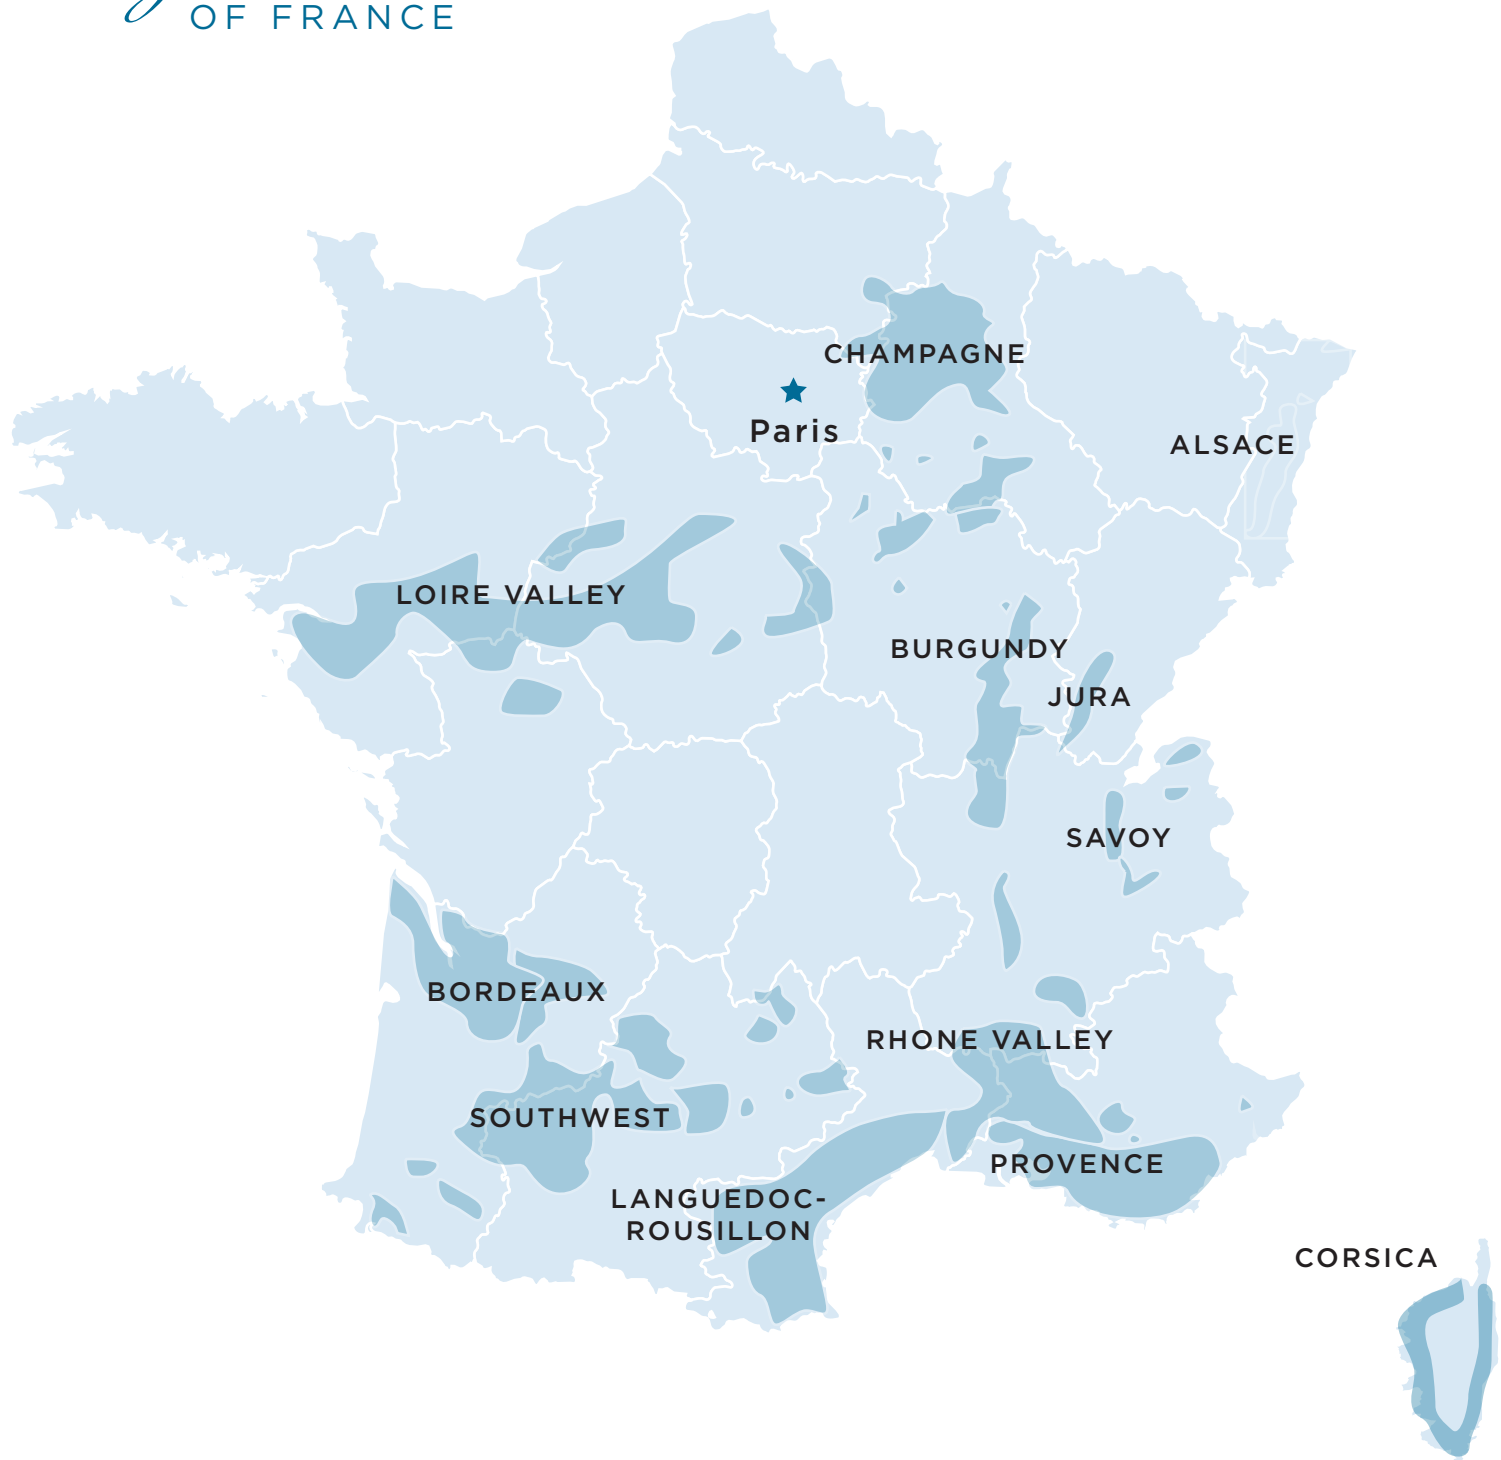 OF FRANCE
CHAMPAGNE
Paris
ALSACE
LOIRE VALLEY
BURGUNDY
JURA
SAVOY
BORDEAUX
RHONE VALLEY
SOUTHWEST
PROVENCE
LANGUEDOC-
ROUSILLON
CORSICA